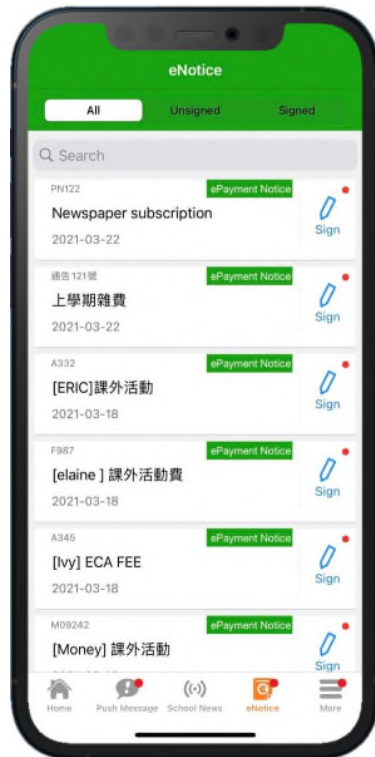 eNotice
All Unsigned Signed
Search
PN122 ePayment Notice
Newspaper subscription
Sign
2021-03-22
通告121號 ePayment Notice
上學期雜費
Sign
2021-03-22
A332 ePayment Notice
[ERIC]課外活動
Sign
2021-03-18
F987 ePayment Notice
[elaine ] 課外活動費
Sign
2021-03-18
A345 ePayment Notice
[Ivy] ECA FEE
Sign
2021-03-18
M09242 ePayment Notice
[Money] 課外活動
Sign
Home Push Message School News eNotice More